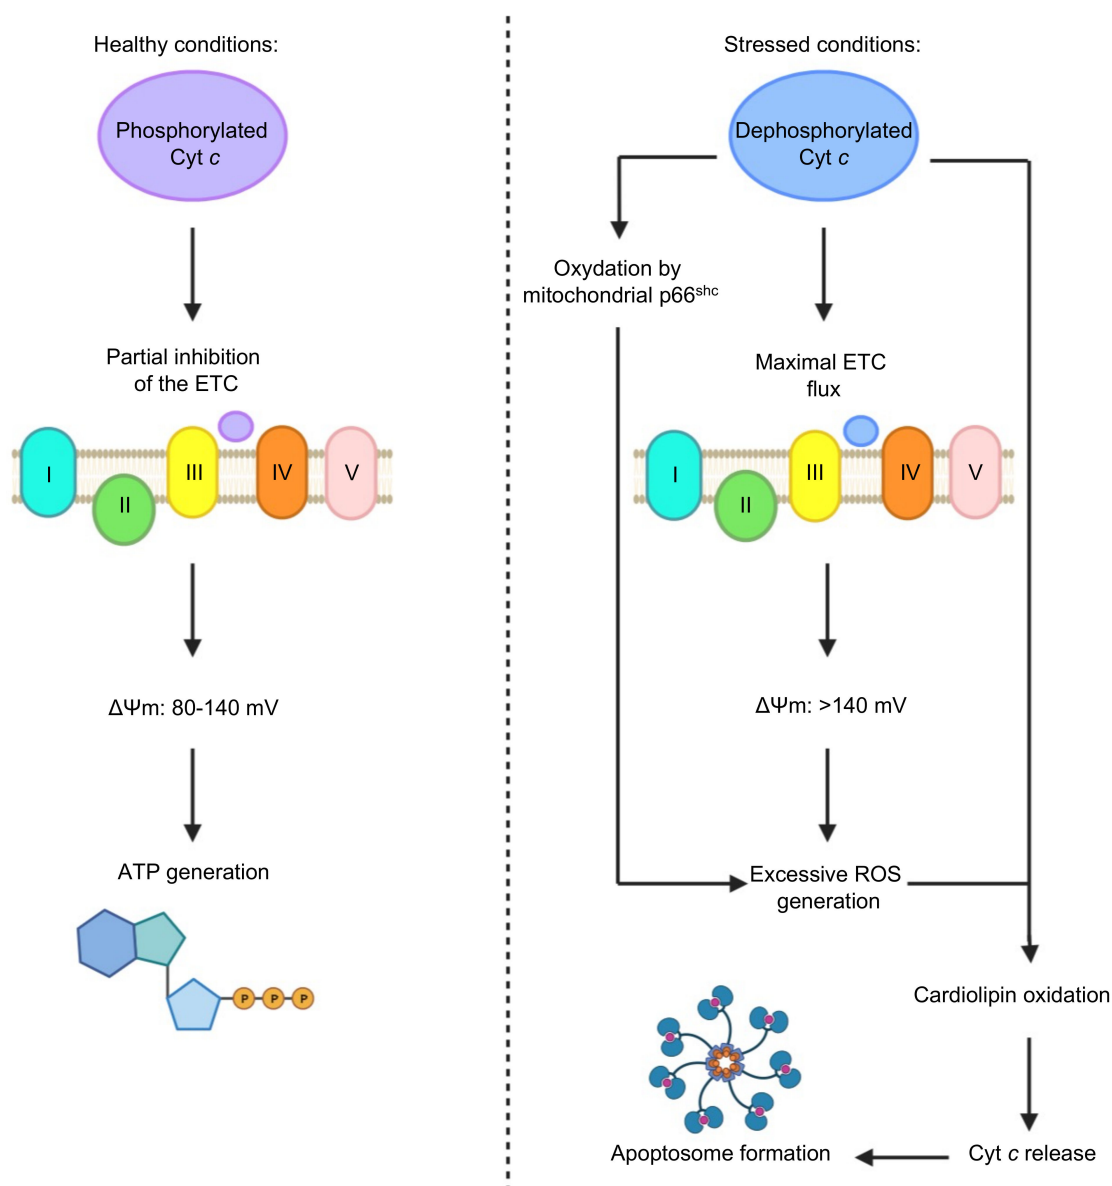 Healthy conditions:
Phosphorylated
Cyt c
Partial inhibition
of the ETC
I
II
III
IV
V
ΔΨm: 80-140 mV
ATP generation
P P P
Stressed conditions:
Dephosphorylated
Cyt c
Oxydation by
mitochondrial p66shc
Maximal ETC
flux
I
II
III
IV
V
ΔΨm: >140 mV
Excessive ROS
generation
Cardiolipin oxidation
Cyt c release
Apoptosome formation